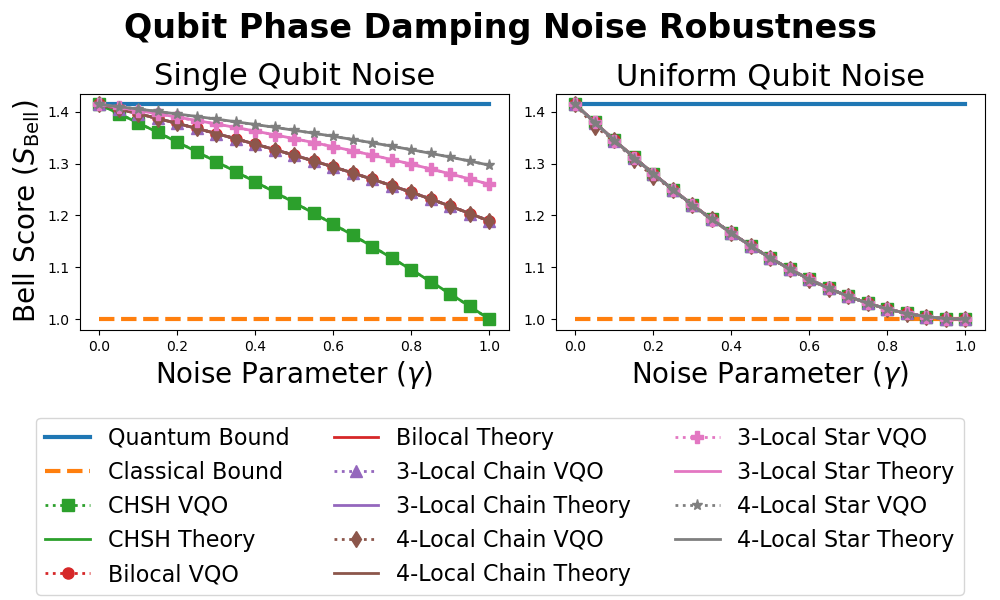 Qubit Phase Damping Noise Robustness
Single Qubit Noise
Uniform Qubit Noise
Bell Score (S_Bell)
1.4
1.3
1.2
1.1
1.0
0.0 0.2 0.4 0.6 0.8 1.0
Noise Parameter (γ)
1.4
1.3
1.2
1.1
1.0
0.0 0.2 0.4 0.6 0.8 1.0
Noise Parameter (γ)
Quantum Bound
Classical Bound
CHSH VQO
CHSH Theory
Bilocal VQO
Bilocal Theory
3-Local Chain VQO
3-Local Chain Theory
4-Local Chain VQO
4-Local Chain Theory
3-Local Star VQO
3-Local Star Theory
4-Local Star VQO
4-Local Star Theory